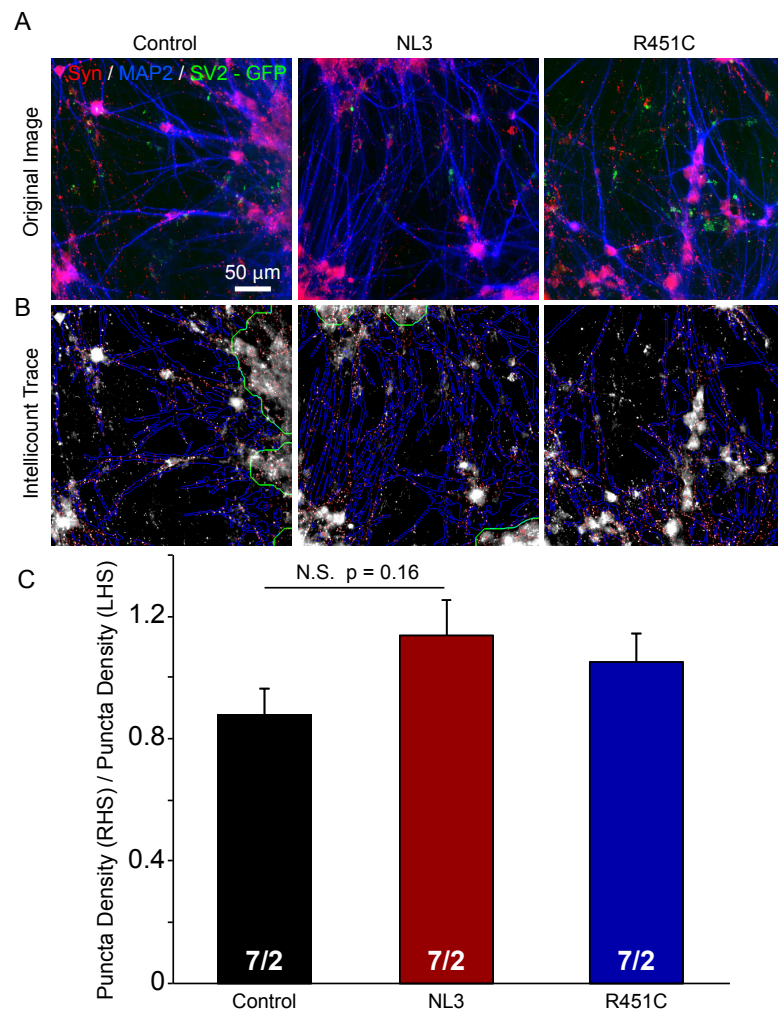 A
Control
NL3
R451C
Syn / MAP2 / SV2 - GFP
Original Image
50 µm
B
Intellicount Trace
C
N.S. p = 0.16
Puncta Density (RHS) / Puncta Density (LHS)
1.2
0.8
0.4
0
7/2
7/2
7/2
Control
NL3
R451C